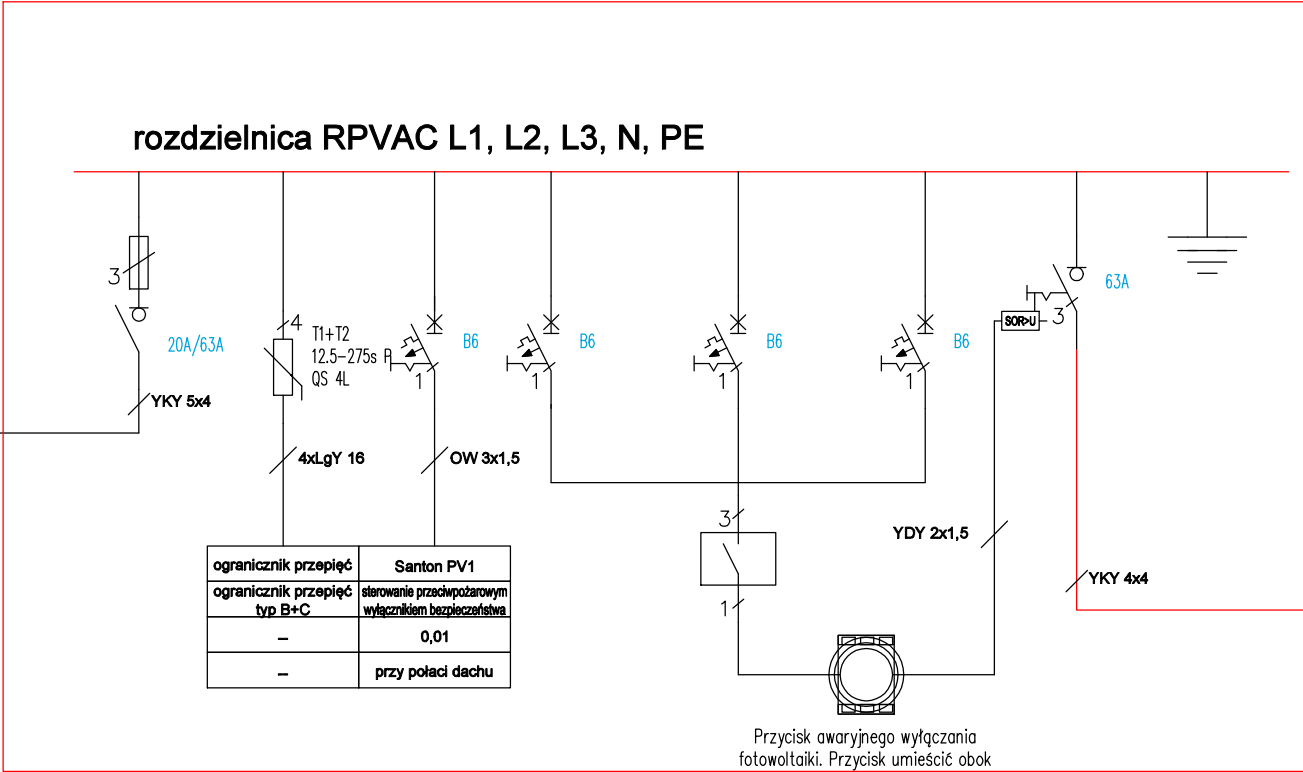 rozdzielnica RPVAC L1, L2, L3, N, PE
3
20A/63A
YKY 5x4
4
T1+T2
12.5-275s
QS 4L
4xLgY 16
B6
1
OW 3x1,5
B6
1
B6
1
B6
1
63A
SOR>U
3
3
1
YDY 2x1,5
YKY 4x4
ogranicznik przepięć
Santon PV1
ogranicznik przepięć
typ B+C
sterowanie przeciwpożarowym
wyłącznikiem bezpieczeństwa
–
0,01
–
przy połaci dachu
Przycisk awaryjnego wyłączania
fotowoltaiki. Przycisk umieścić obok